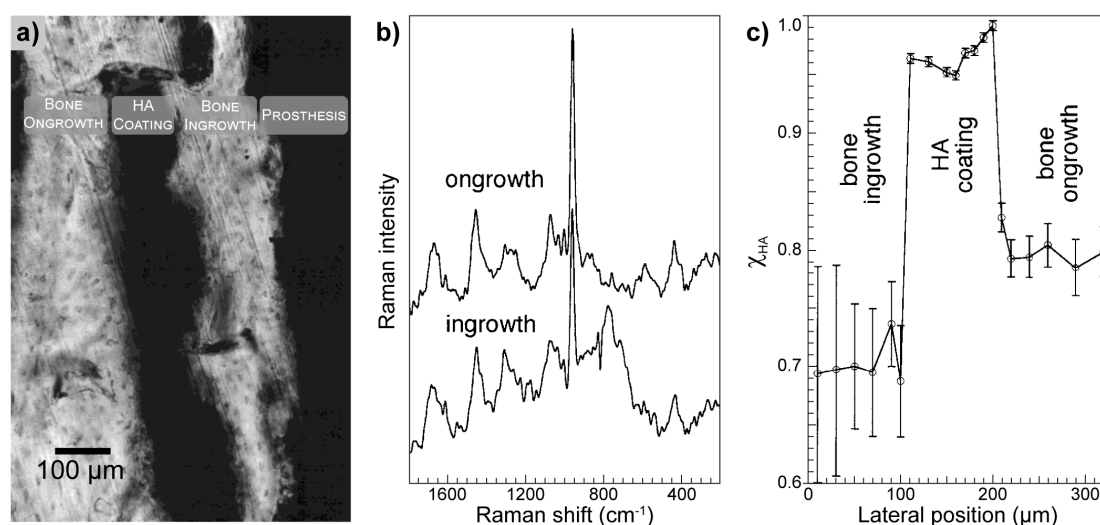 a)
BONE
ONGROWTH
HA
COATING
BONE
INGROWTH
PROSTHESIS
100 µm
b)
Raman intensity
ongrowth
ingrowth
1600
1200
800
400
Raman shift (cm⁻¹)
c)
1.0
0.9
0.8
0.7
0.6
χHA
bone
ingrowth
HA
coating
bone
ongrowth
0
100
200
300
Lateral position (µm)